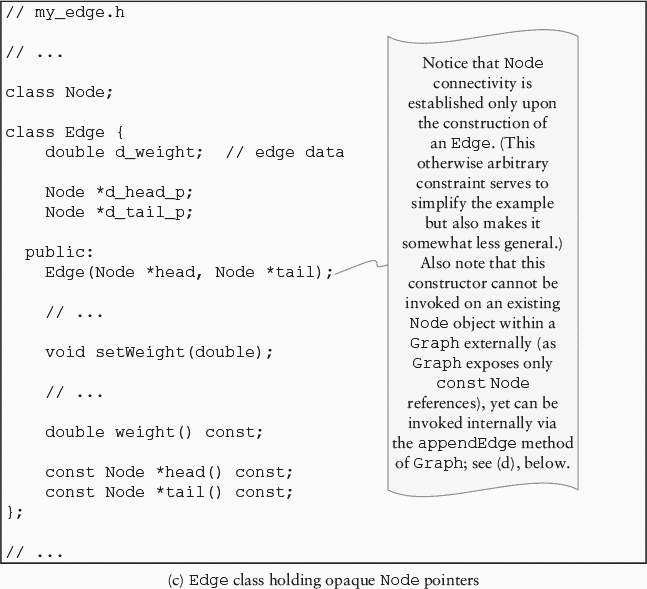 // my_edge.h
// ...
class Node;
class Edge {
    double d_weight;  // edge data
    Node *d_head_p;
    Node *d_tail_p;
  public:
    Edge(Node *head, Node *tail);
    // ...
    void setWeight(double);
    // ...
    double weight() const;
    const Node *head() const;
    const Node *tail() const;
};
// ...
Notice that Node
connectivity is
established only upon
the construction of
an Edge. (This
otherwise arbitrary
constraint serves to
simplify the example
but also makes it
somewhat less general.)
Also note that this
constructor cannot be
invoked on an existing
Node object within a
Graph externally (as
Graph exposes only
const Node
references), yet can be
invoked internally via
the appendEdge method
of Graph; see (d), below.
(c) Edge class holding opaque Node pointers